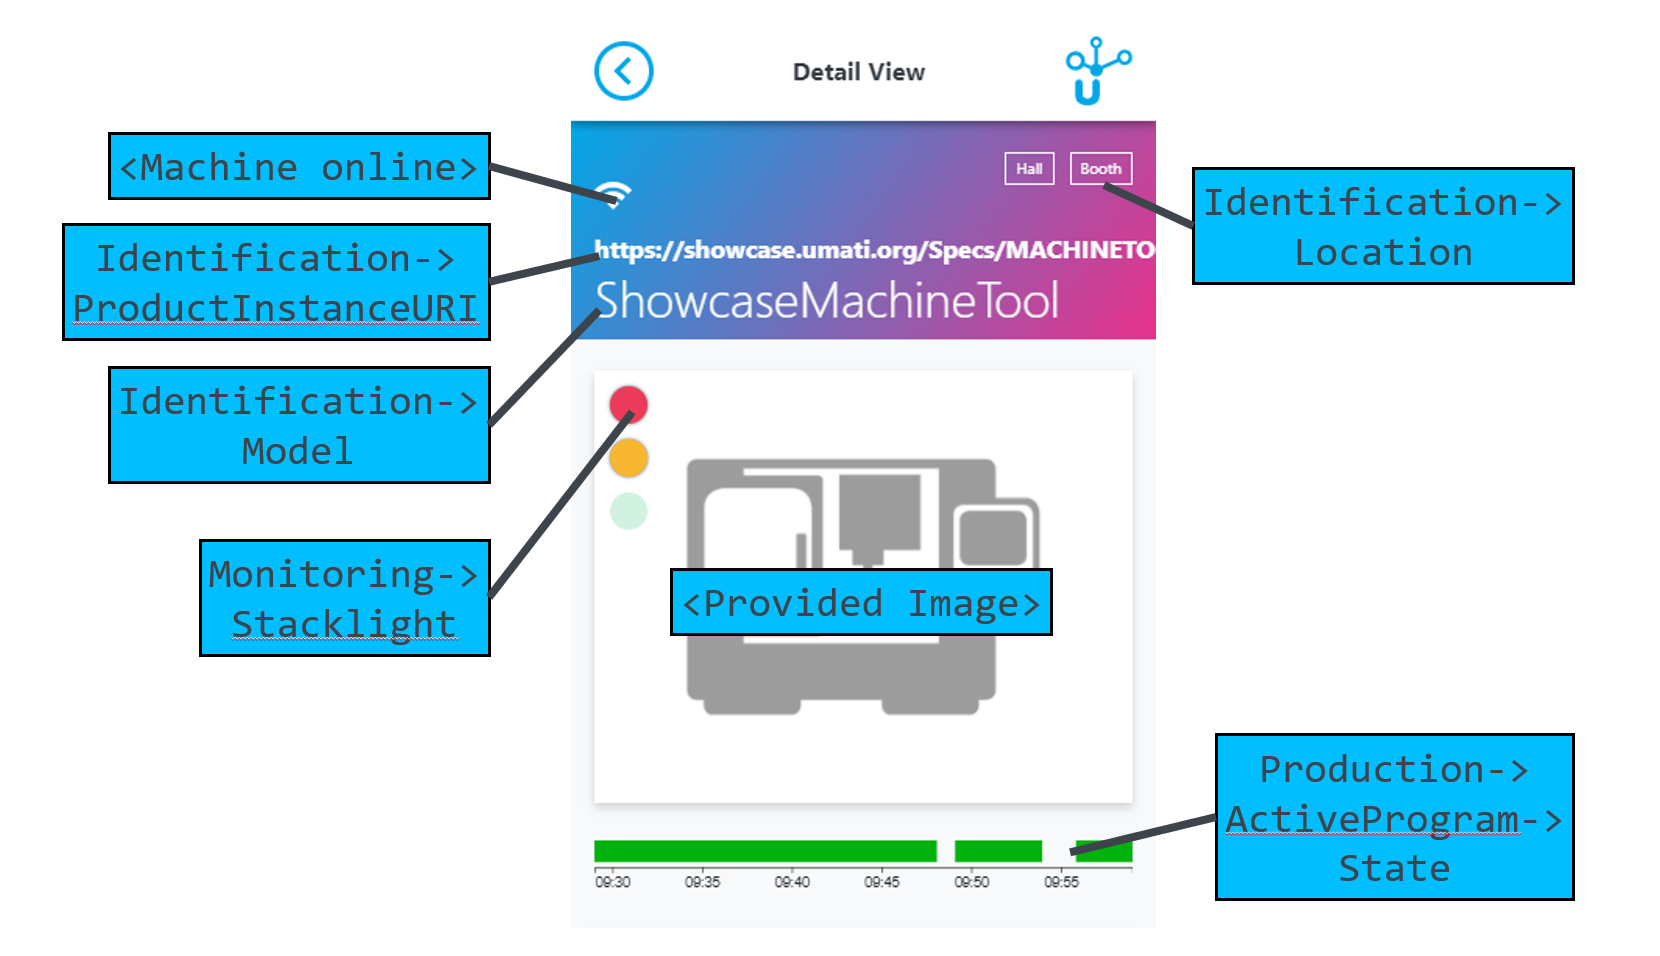 Detail View
<Machine online>
Hall
Booth
Identification->
Location
Identification->
ProductInstanceURI
https://showcase.umati.org/Specs/MACHINETO
ShowcaseMachineTool
Identification->
Model
Monitoring->
Stacklight
<Provided Image>
Production->
ActiveProgram->
State
09:30 09:35 09:40 09:45 09:50 09:55